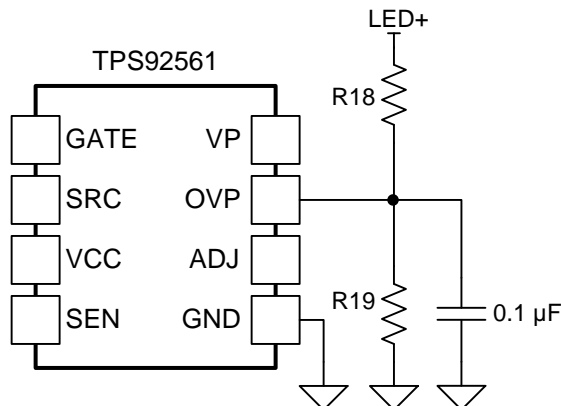 LED+
TPS92561
R18
GATE VP
SRC OVP
VCC ADJ
SEN GND
R19
0.1 µF